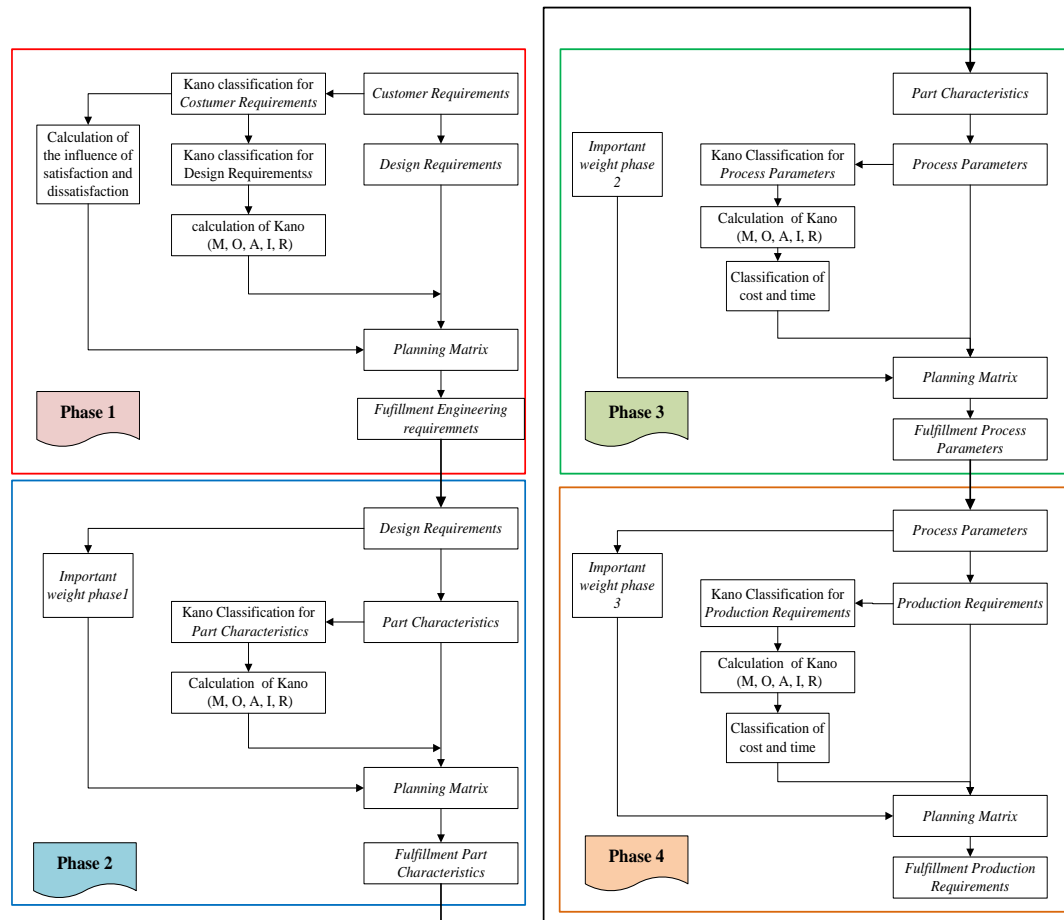 Kano classification for
Costumer Requirements
Customer Requirements
Calculation of
the influence of
satisfaction and
dissatisfaction
Kano classification for
Design Requirements
Design Requirements
calculation of Kano
(M, O, A, I, R)
Planning Matrix
Phase 1
Fufillment Engineering
requiremnets
Design Requirements
Important
weight phase1
Kano Classification for
Part Characteristics
Part Characteristics
Calculation of Kano
(M, O, A, I, R)
Planning Matrix
Phase 2
Fulfillment Part
Characteristics
Part Characteristics
Important
weight phase
2
Kano Classification for
Process Parameters
Process Parameters
Calculation of Kano
(M, O, A, I, R)
Classification of
cost and time
Planning Matrix
Phase 3
Fulfillment Process
Parameters
Process Parameters
Important
weight phase
3
Kano Classification for
Production Requirements
Production Requirements
Calculation of Kano
(M, O, A, I, R)
Classification of
cost and time
Planning Matrix
Phase 4
Fulfillment Production
Requirements